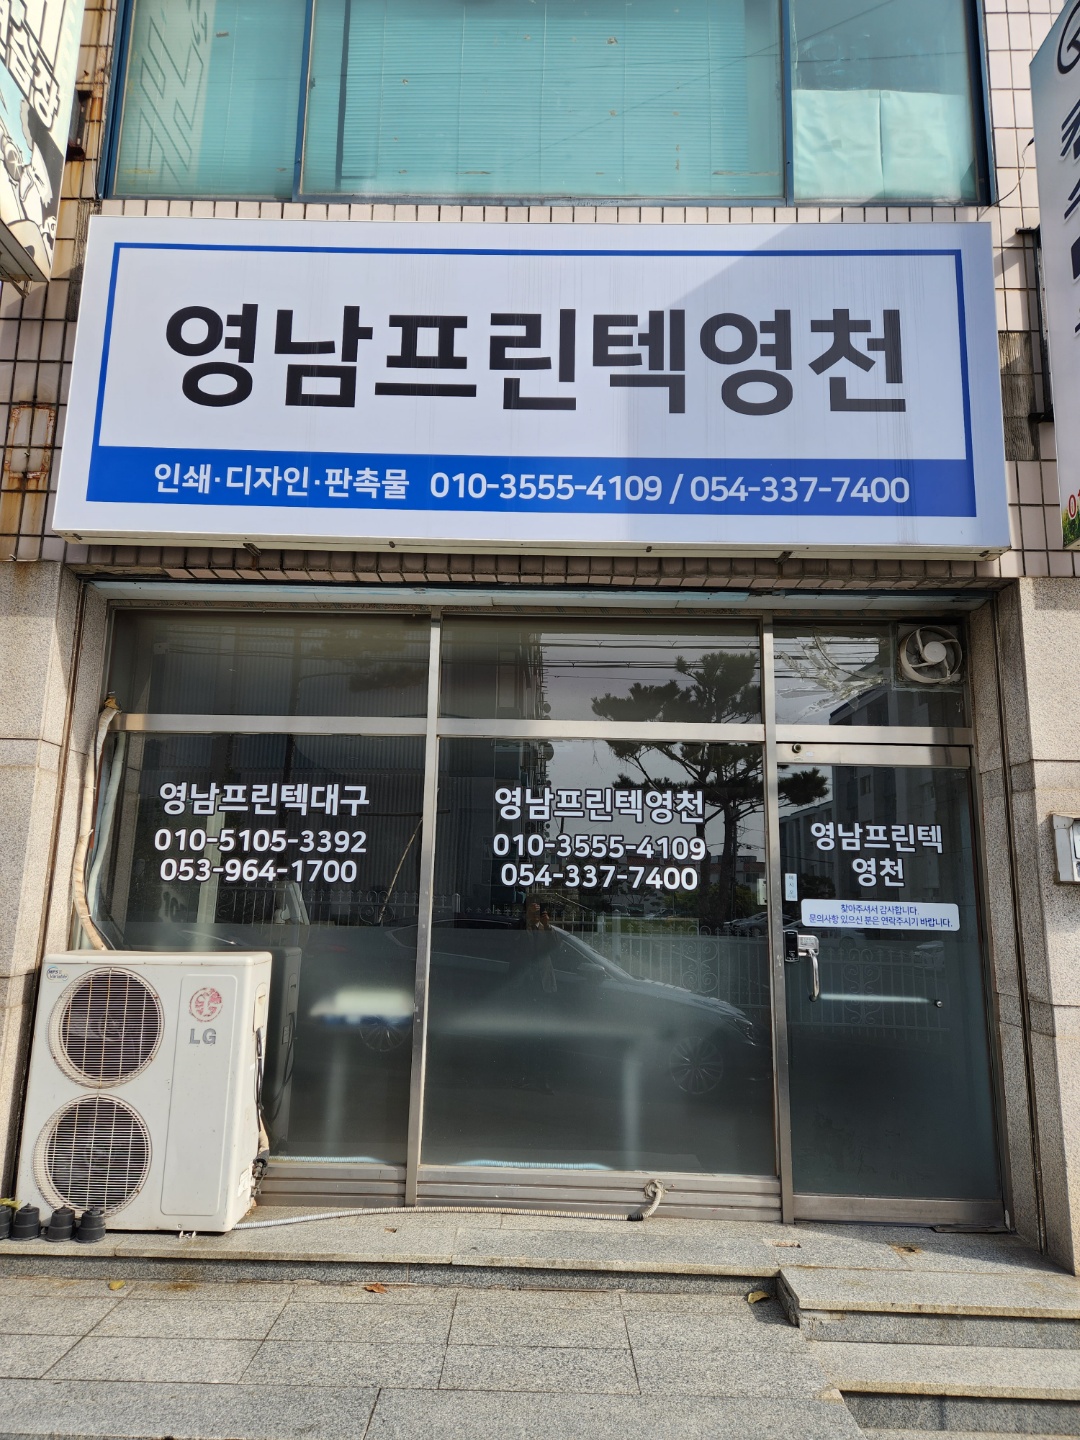 영남프린텍영천
인쇄·디자인·판촉물 010-3555-4109 / 054-337-7400
영남프린텍대구
010-5105-3392
053-964-1700
영남프린텍영천
010-3555-4109
054-337-7400
영남프린텍
영천
찾아주셔서 감사합니다.
문의사항 있으신 분은 연락주시기 바랍니다.
LG